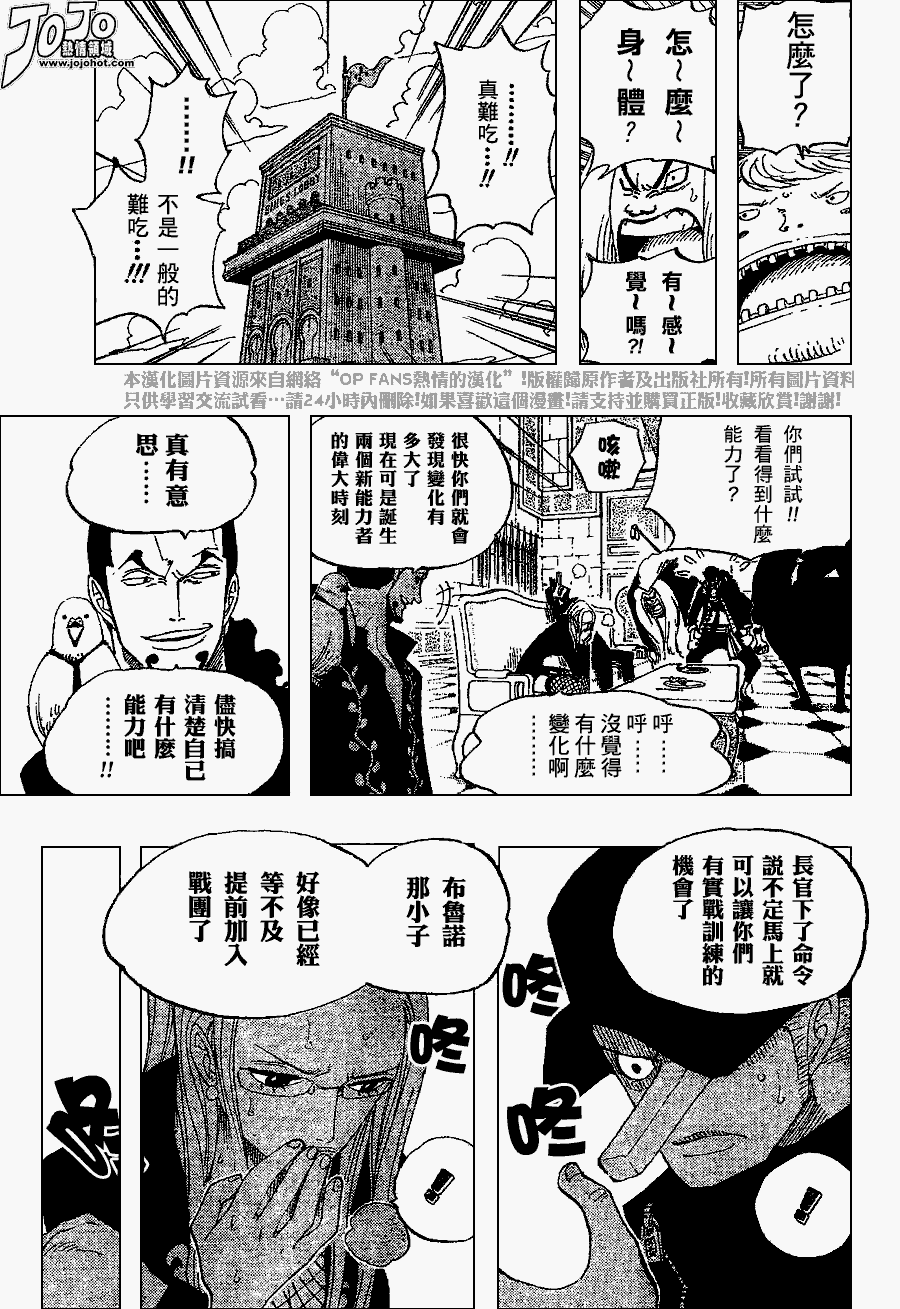 JOJO
熱情領域
www.jojohot.com
怎麼了?
怎～麼～
身～體?
有～感～
覺～嗎?!
……!!
真難吃…
……!!
不是一般的
難吃…!!!
本漢化圖片資源來自網絡“OP FANS熱情的漢化”!版權歸原作者及出版社所有!所有圖片資料
只供學習交流試看…請24小時內刪除!如果喜歡這個漫畫!請支持並購買正版!收藏欣賞!謝謝!
你們試試!!
看看得到什麼
能力了?
咳
嗽
很快你們就會
發現變化有
多大了
現在可是誕生
兩個新能力者
的偉大時刻
呼……
呼……
沒覺得
有什麼
變化啊
……
真有意
思……
儘快搞
清楚自己
有什麼
能力吧
……!!
長官下了命令
說不定馬上就
可以讓你們
有實戰訓練的
機會了
咚
咚
!
布魯諾
那小子
好像已經
等不及
提前加入
戰團了
咚
!
咚